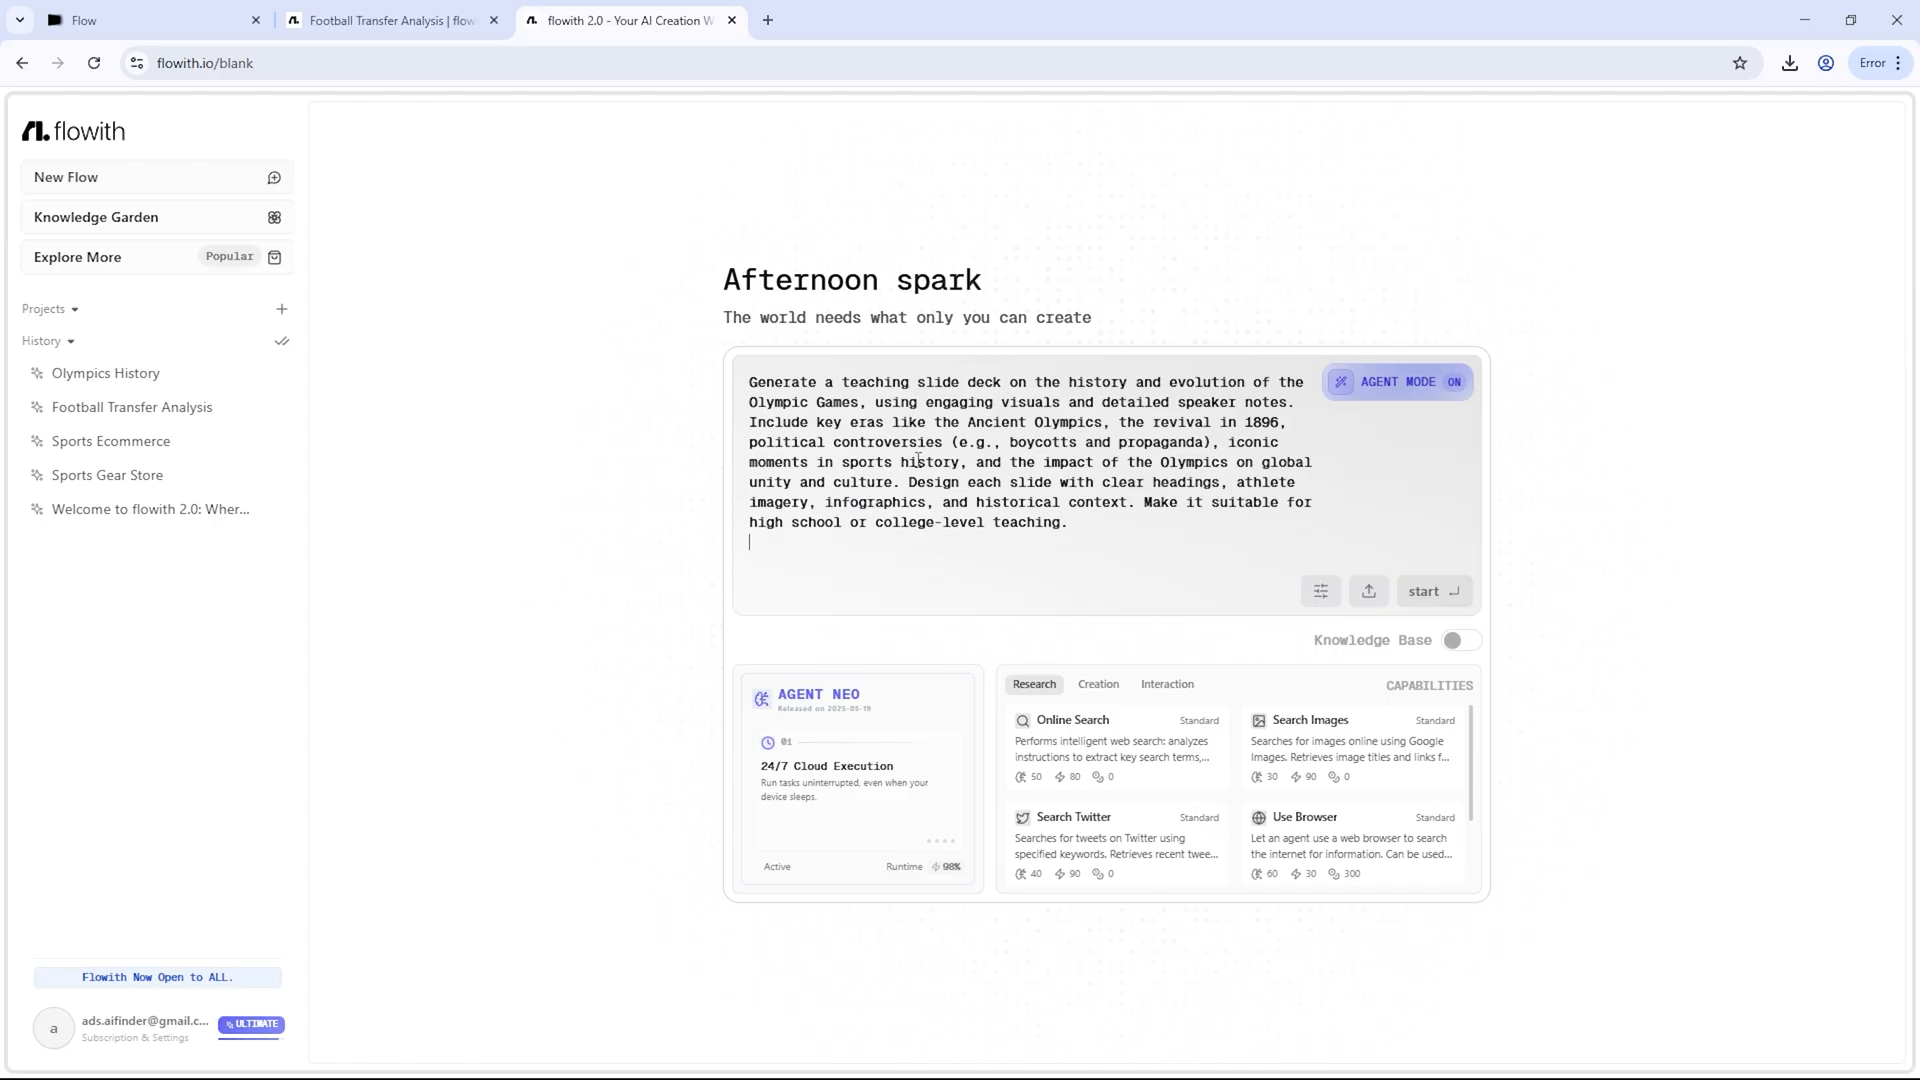 Flow
Football Transfer Analysis | flow
flowith 2.0 - Your AI Creation W
flowith.io/blank
Error
flowith
New Flow
Knowledge Garden
Explore More
Popular
Projects
History
Olympics History
Football Transfer Analysis
Sports Ecommerce
Sports Gear Store
Welcome to flowith 2.0: Wher...
Flowith Now Open to ALL.
a
ads.aifinder@gmail.c...
Subscription & Settings
ULTIMATE
Afternoon spark
The world needs what only you can create
Generate a teaching slide deck on the history and evolution of the
Olympic Games, using engaging visuals and detailed speaker notes.
Include key eras like the Ancient Olympics, the revival in 1896,
political controversies (e.g., boycotts and propaganda), iconic
moments in sports history, and the impact of the Olympics on global
unity and culture. Design each slide with clear headings, athlete
imagery, infographics, and historical context. Make it suitable for
high school or college-level teaching.
AGENT MODE ON
start
Knowledge Base
AGENT NEO
Released on 2025-05-19
01
24/7 Cloud Execution
Run tasks uninterrupted, even when your
device sleeps.
Active
Runtime
98%
Research
Creation
Interaction
CAPABILITIES
Online Search
Standard
Performs intelligent web search: analyzes
instructions to extract key search terms,...
50 80 0
Search Images
Standard
Searches for images online using Google
Images. Retrieves image titles and links f...
30 90 0
Search Twitter
Standard
Searches for tweets on Twitter using
specified keywords. Retrieves recent twee...
40 90 0
Use Browser
Standard
Let an agent use a web browser to search
the internet for information. Can be used...
60 30 300